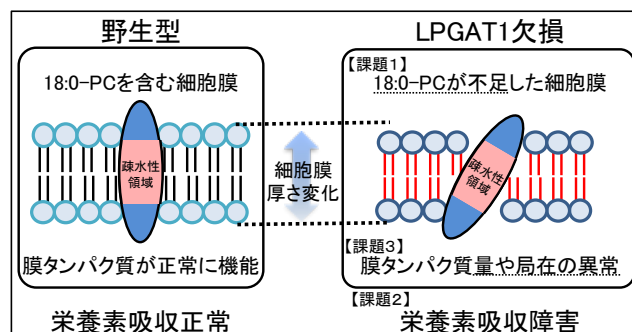 野生型
LPGAT1欠損
【課題1】
18:0-PCを含む細胞膜
18:0-PCが不足した細胞膜
疎水性
領域
細胞膜
厚さ変化
疎水性
領域
【課題3】
膜タンパク質が正常に機能
膜タンパク質量や局在の異常
【課題2】
栄養素吸収正常
栄養素吸収障害